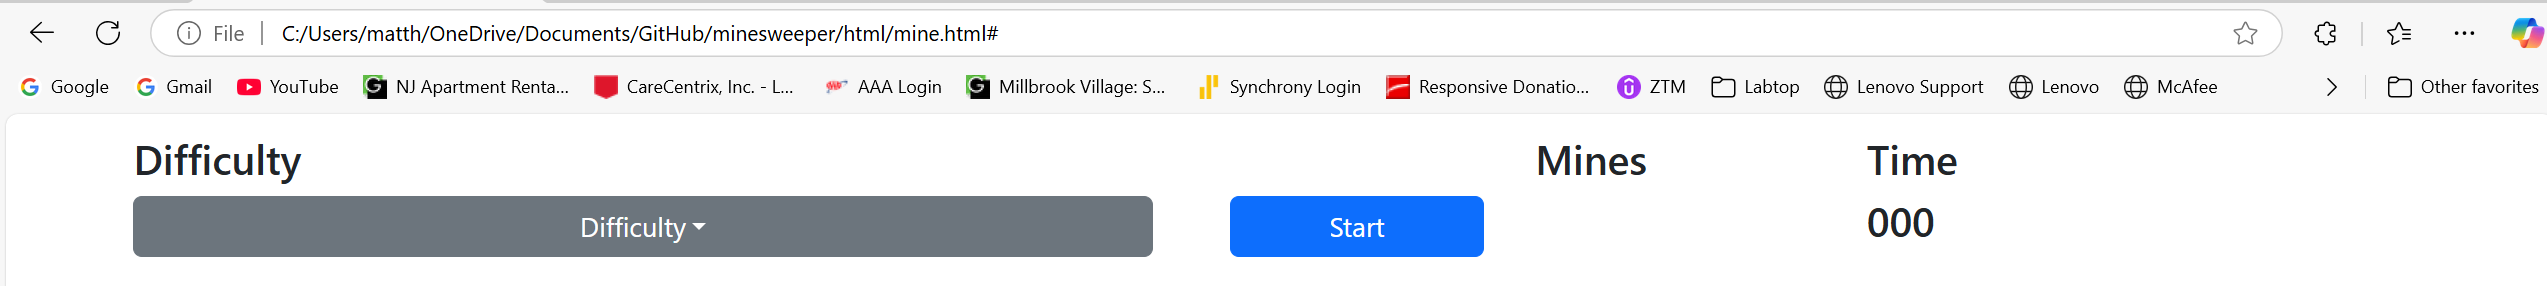 File C:/Users/matth/OneDrive/Documents/GitHub/minesweeper/html/mine.html#
Google Gmail YouTube NJ Apartment Renta... CareCentrix, Inc. - L... AAA Login Millbrook Village: S... Synchrony Login Responsive Donatio... ZTM Labtop Lenovo Support Lenovo McAfee Other favorites
Difficulty Mines Time
Difficulty Start 000